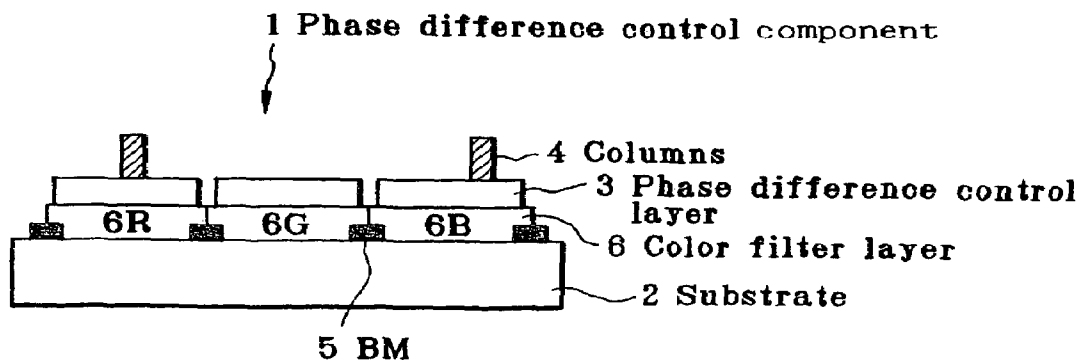 1 Phase difference control component
4 Columns
3 Phase difference control
layer
6R 6G 6B
6 Color filter layer
2 Substrate
5 BM